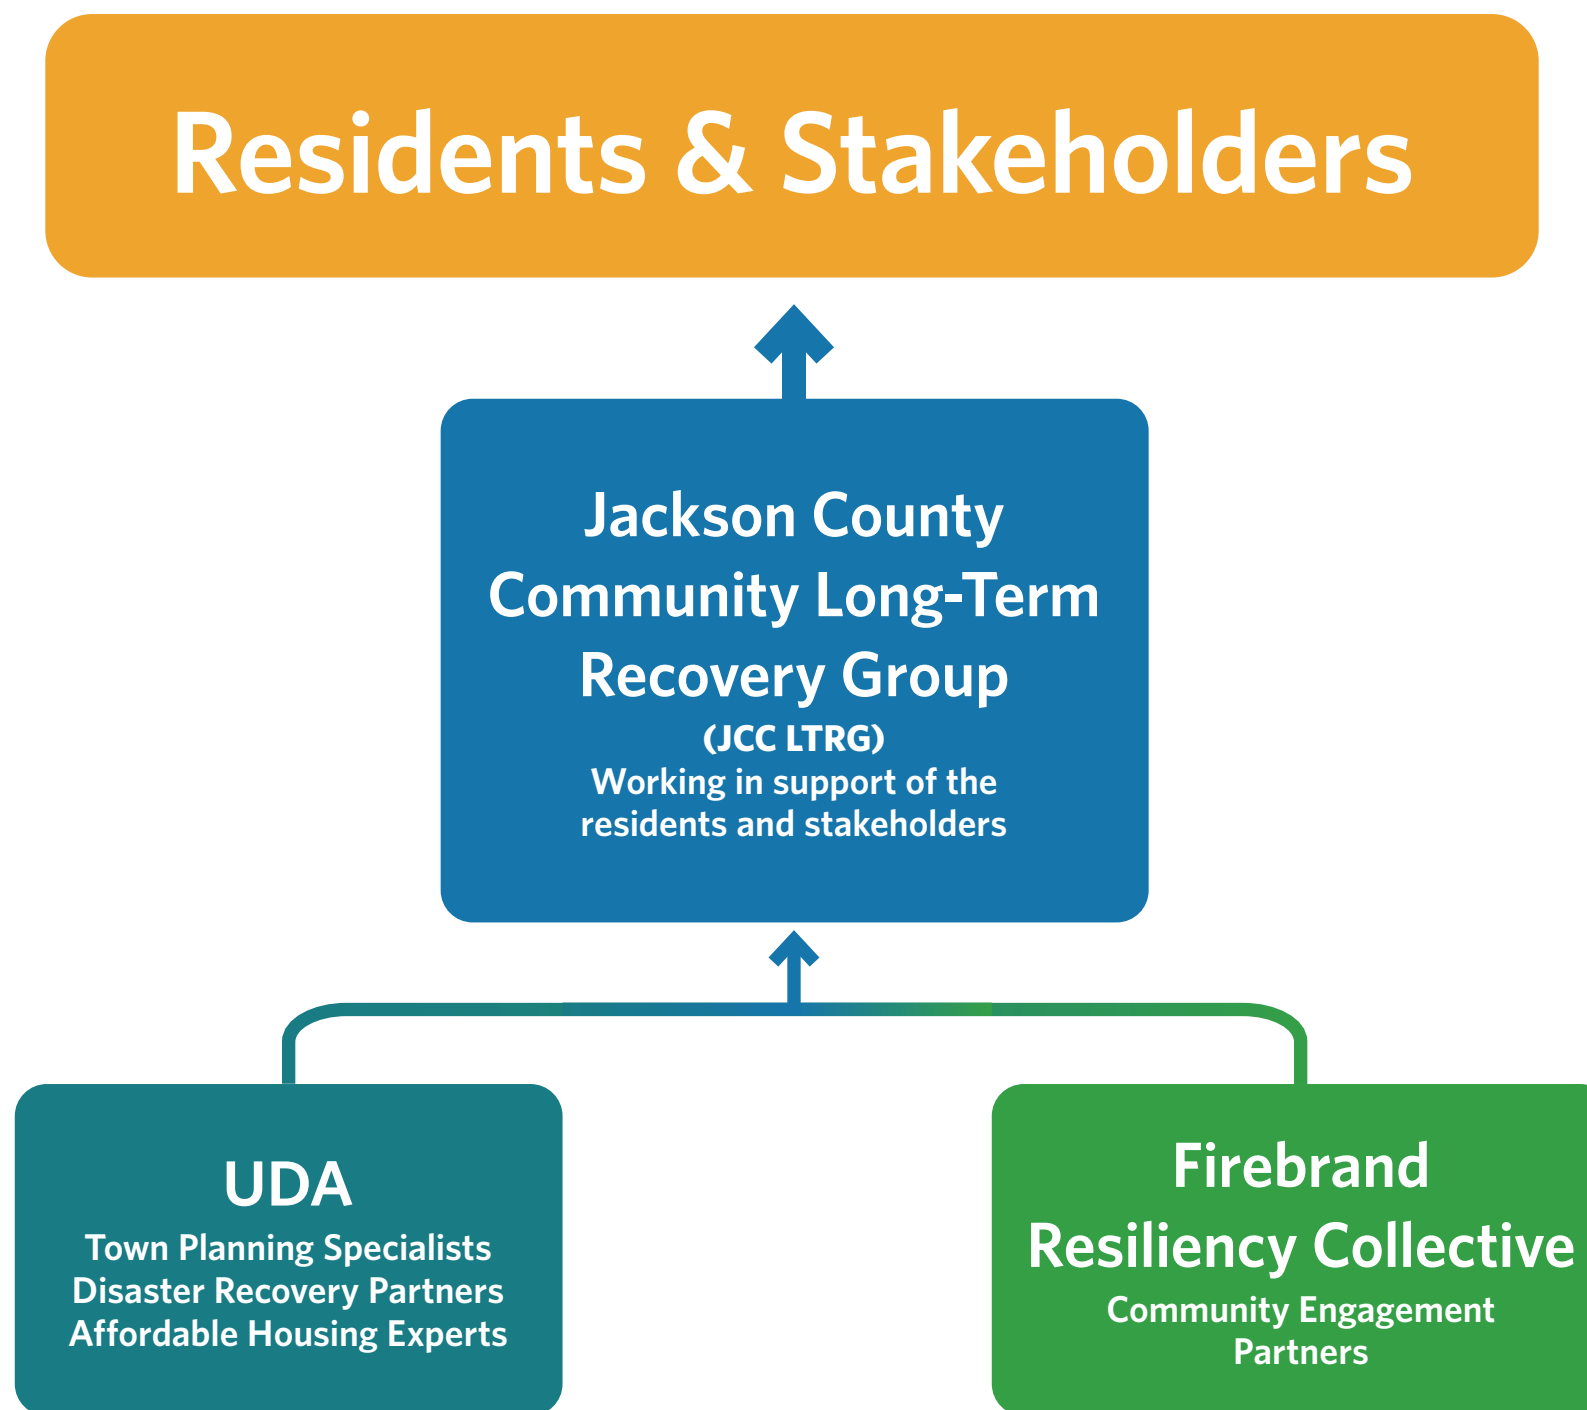 Residents & Stakeholders
Jackson County
Community Long-Term
Recovery Group
(JCC LTRG)
Working in support of the
residents and stakeholders
UDA
Town Planning Specialists
Disaster Recovery Partners
Affordable Housing Experts
Firebrand
Resiliency Collective
Community Engagement
Partners